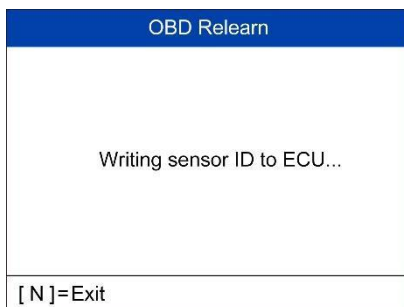 OBD Relearn
Writing sensor ID to ECU...
[ N ]=Exit